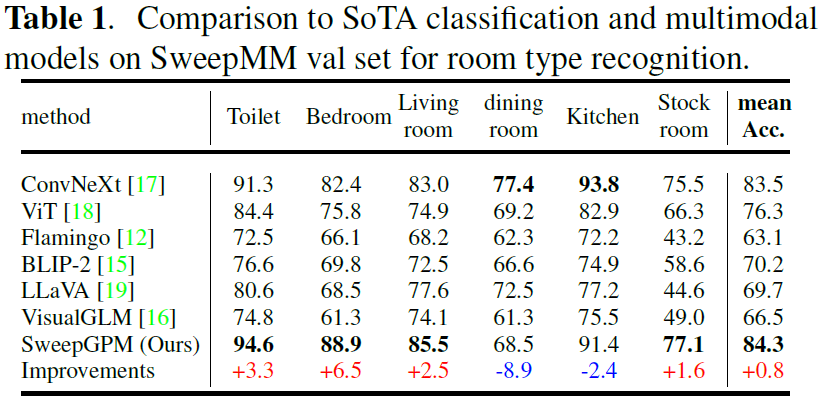 Table 1. Comparison to SoTA classification and multimodal
models on SweepMM val set for room type recognition.
method Toilet Bedroom Living room dining room Kitchen Stock room mean Acc.
ConvNeXt [17] 91.3 82.4 83.0 77.4 93.8 75.5 83.5
ViT [18] 84.4 75.8 74.9 69.2 82.9 66.3 76.3
Flamingo [12] 72.5 66.1 68.2 62.3 72.2 43.2 63.1
BLIP-2 [15] 76.6 69.8 72.5 66.6 74.9 58.6 70.2
LLaVA [19] 80.6 68.5 77.6 72.5 77.2 44.6 69.7
VisualGLM [16] 74.8 61.3 74.1 61.3 75.5 49.0 66.5
SweepGPM (Ours) 94.6 88.9 85.5 68.5 91.4 77.1 84.3
Improvements +3.3 +6.5 +2.5 -8.9 -2.4 +1.6 +0.8